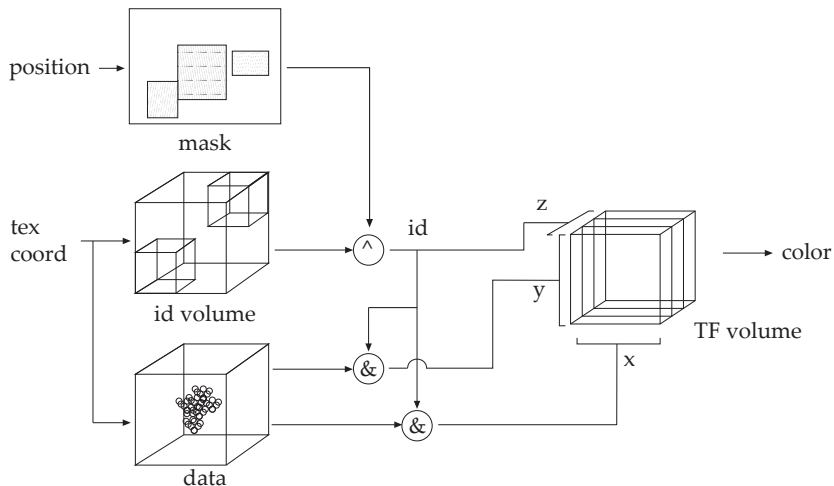 position
mask
tex
coord
id volume
data
^
id
&
&
z
y
x
TF volume
color